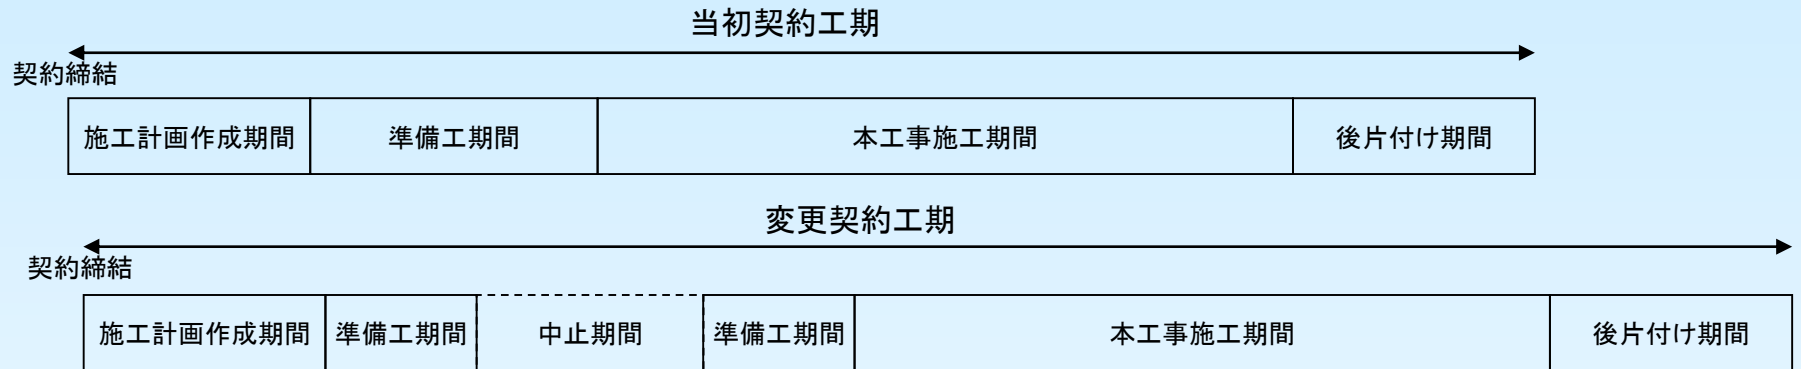 当初契約工期
契約締結
施工計画作成期間 準備工期間 本工事施工期間 後片付け期間
変更契約工期
契約締結
施工計画作成期間 準備工期間 中止期間 準備工期間 本工事施工期間 後片付け期間